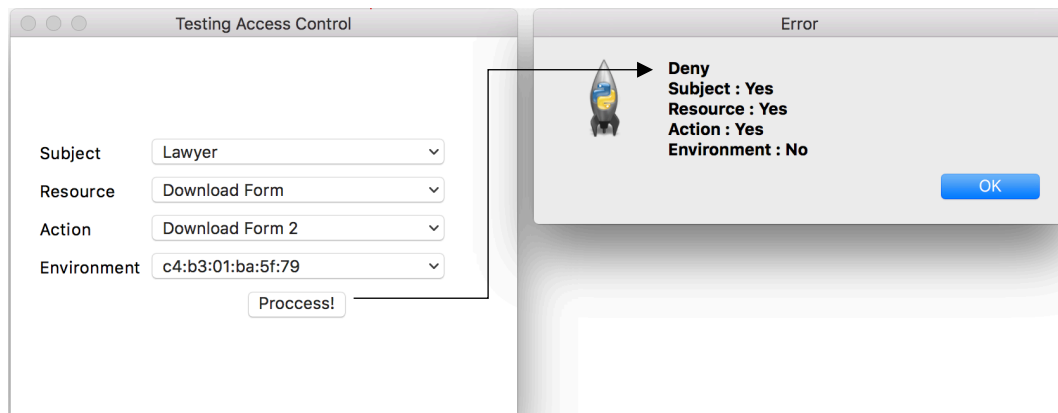 Testing Access Control
Subject
Lawyer
Resource
Download Form
Action
Download Form 2
Environment
c4:b3:01:ba:5f:79
Proccess!
Error
Deny
Subject : Yes
Resource : Yes
Action : Yes
Environment : No
OK